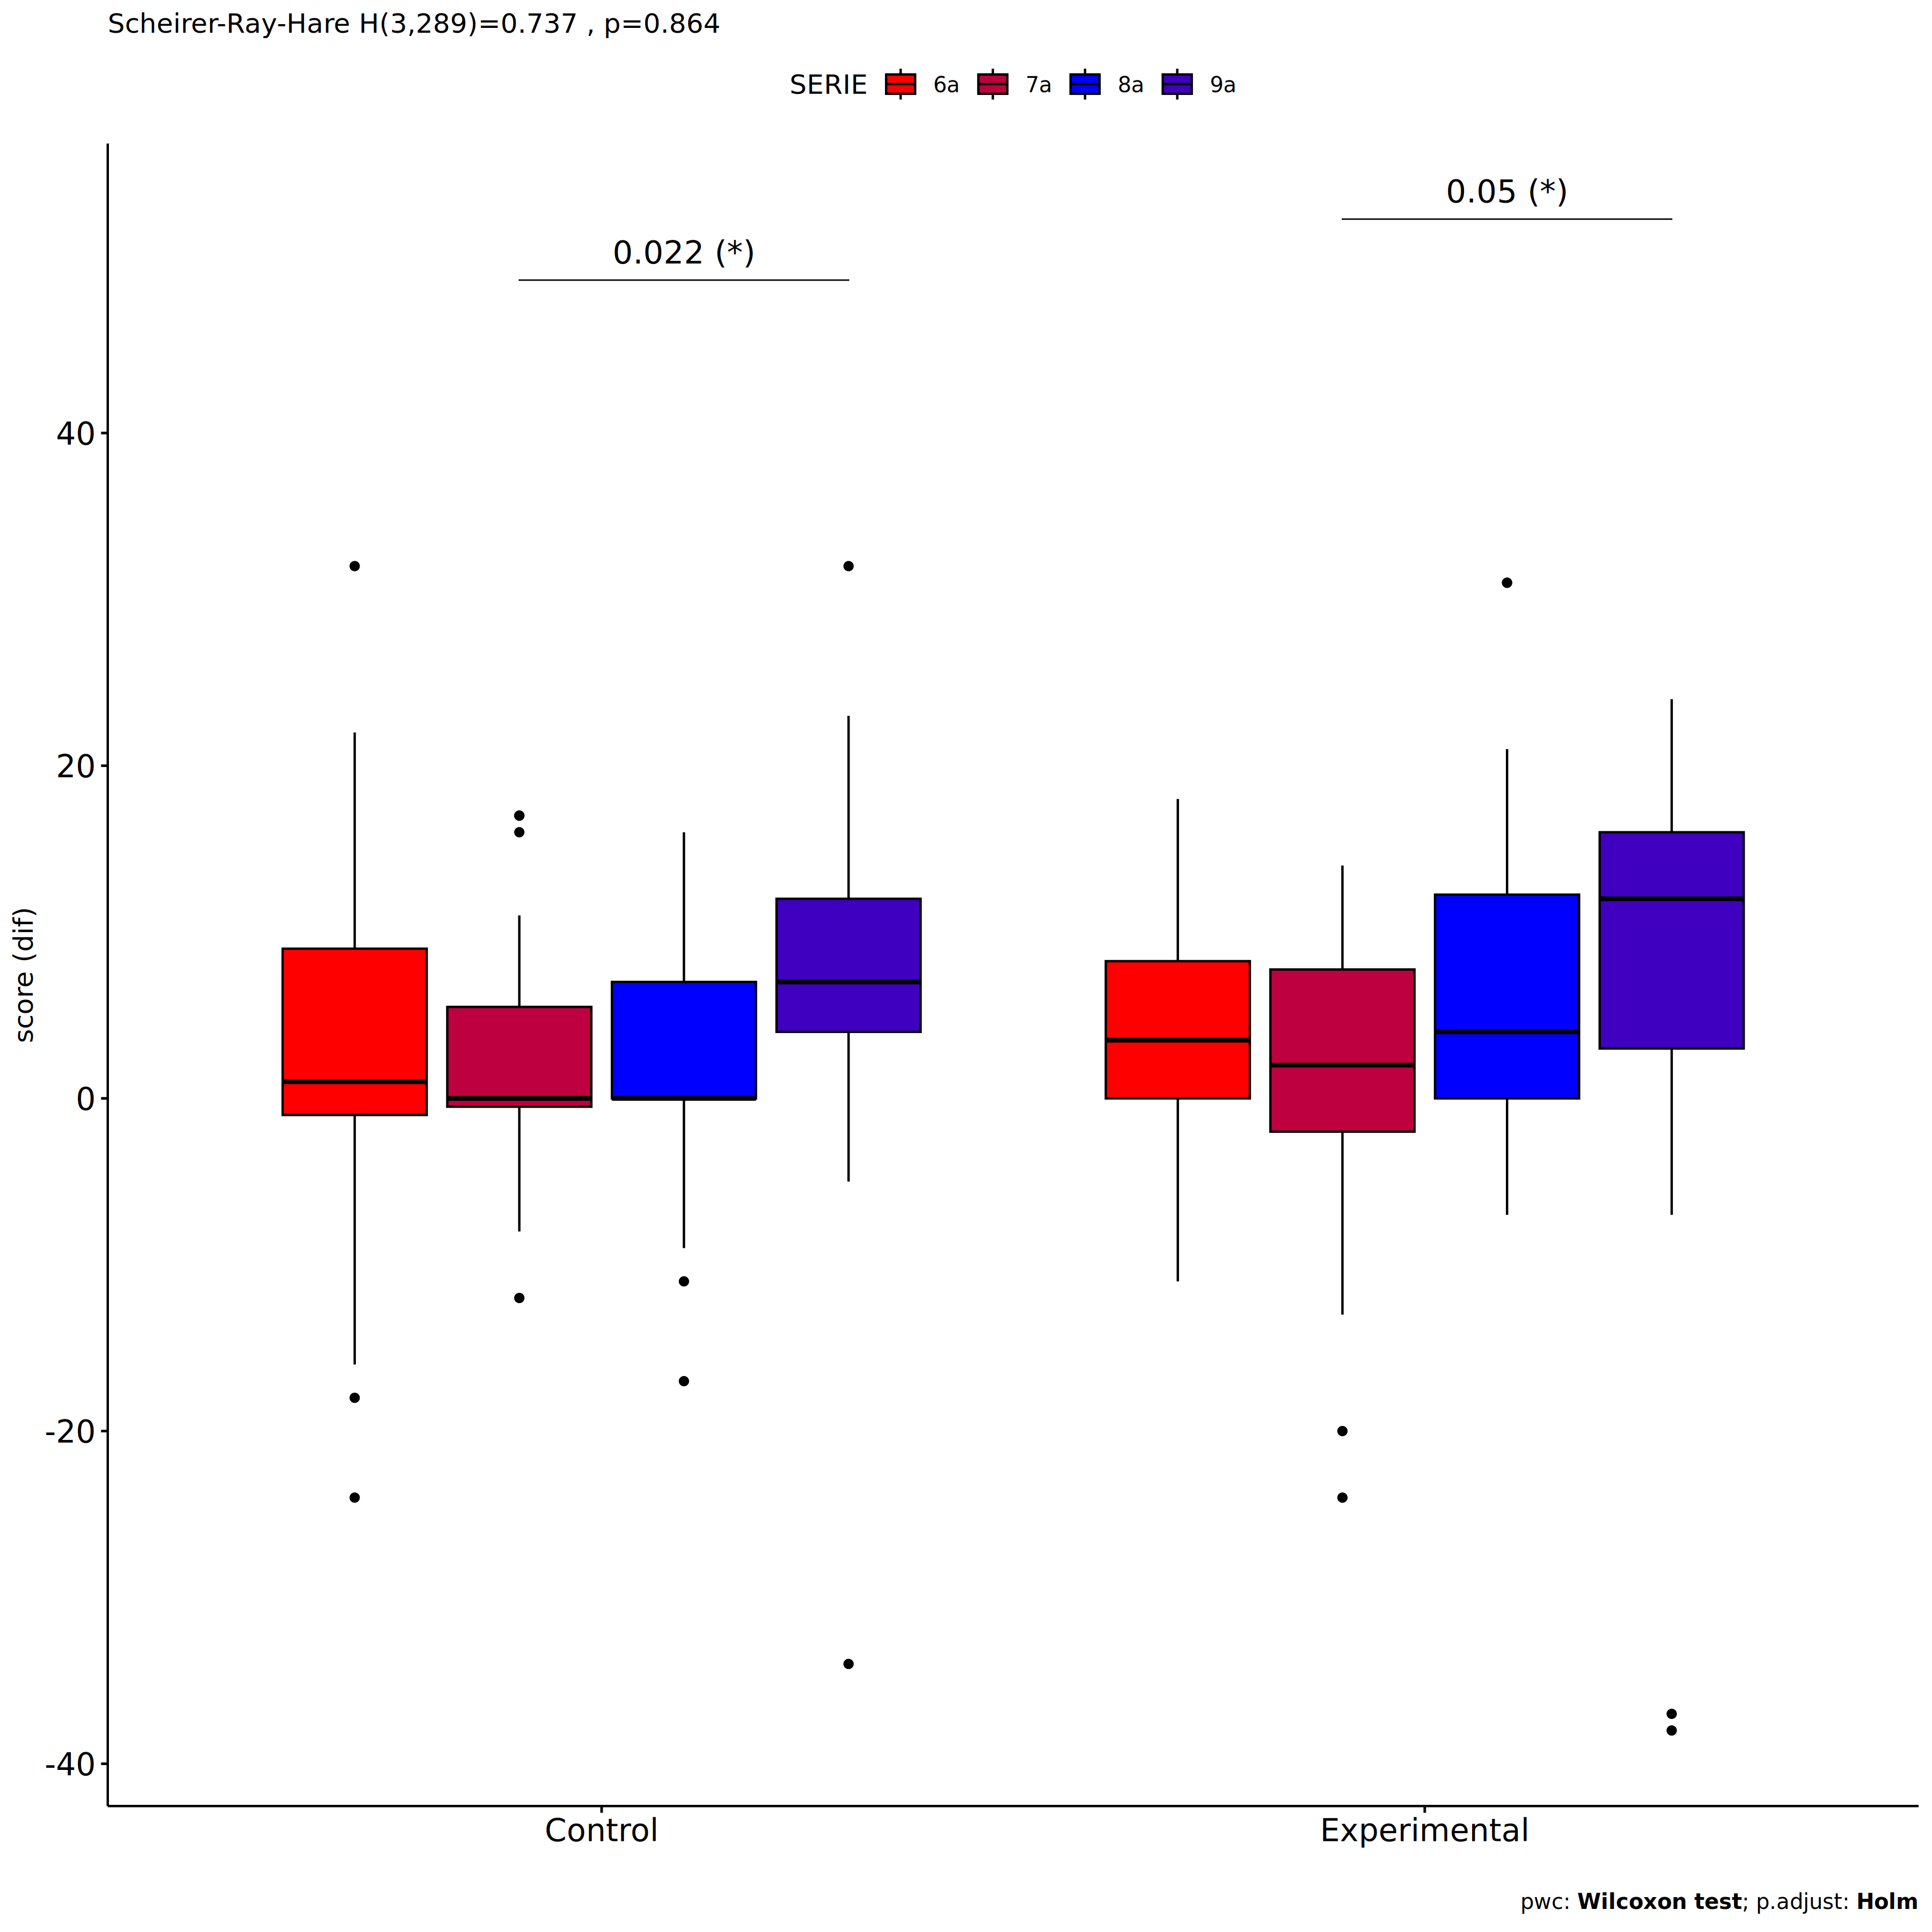 Scheirer-Ray-Hare H(3,289)=0.737 , p=0.864
SERIE 6a 7a 8a 9a
0.05 (*)
0.022 (*)
40
20
0
-20
-40
score (dif)
Control Experimental
pwc: Wilcoxon test; p.adjust: Holm